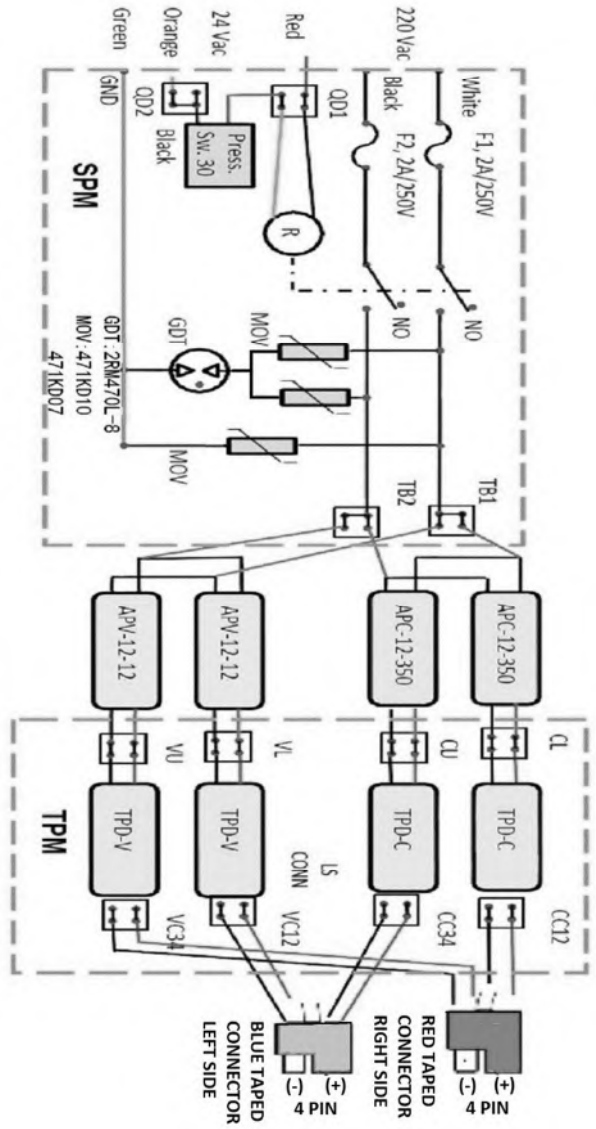 220 Vac
White
F1, 2A/250V
Black
F2, 2A/250V
NO
NO
Red
QD1
R
24 Vac
Press.
Sw. 30
Orange
QD2
Black
Green
GND
SPM
MOV
GDT
MOV
GDT:2RM470L-8
MOV:471KD10
471KD07
TB1
TB2
APC-12-350
APC-12-350
APV-12-12
APV-12-12
CL
CU
VL
VU
TPD-C
TPD-C
TPD-V
TPD-V
LS
CONN
CC12
CC34
VC12
VC34
TPM
RED TAPED
CONNECTOR
RIGHT SIDE
(+)
(-)
4 PIN
BLUE TAPED
CONNECTOR
LEFT SIDE
(+)
(-)
4 PIN